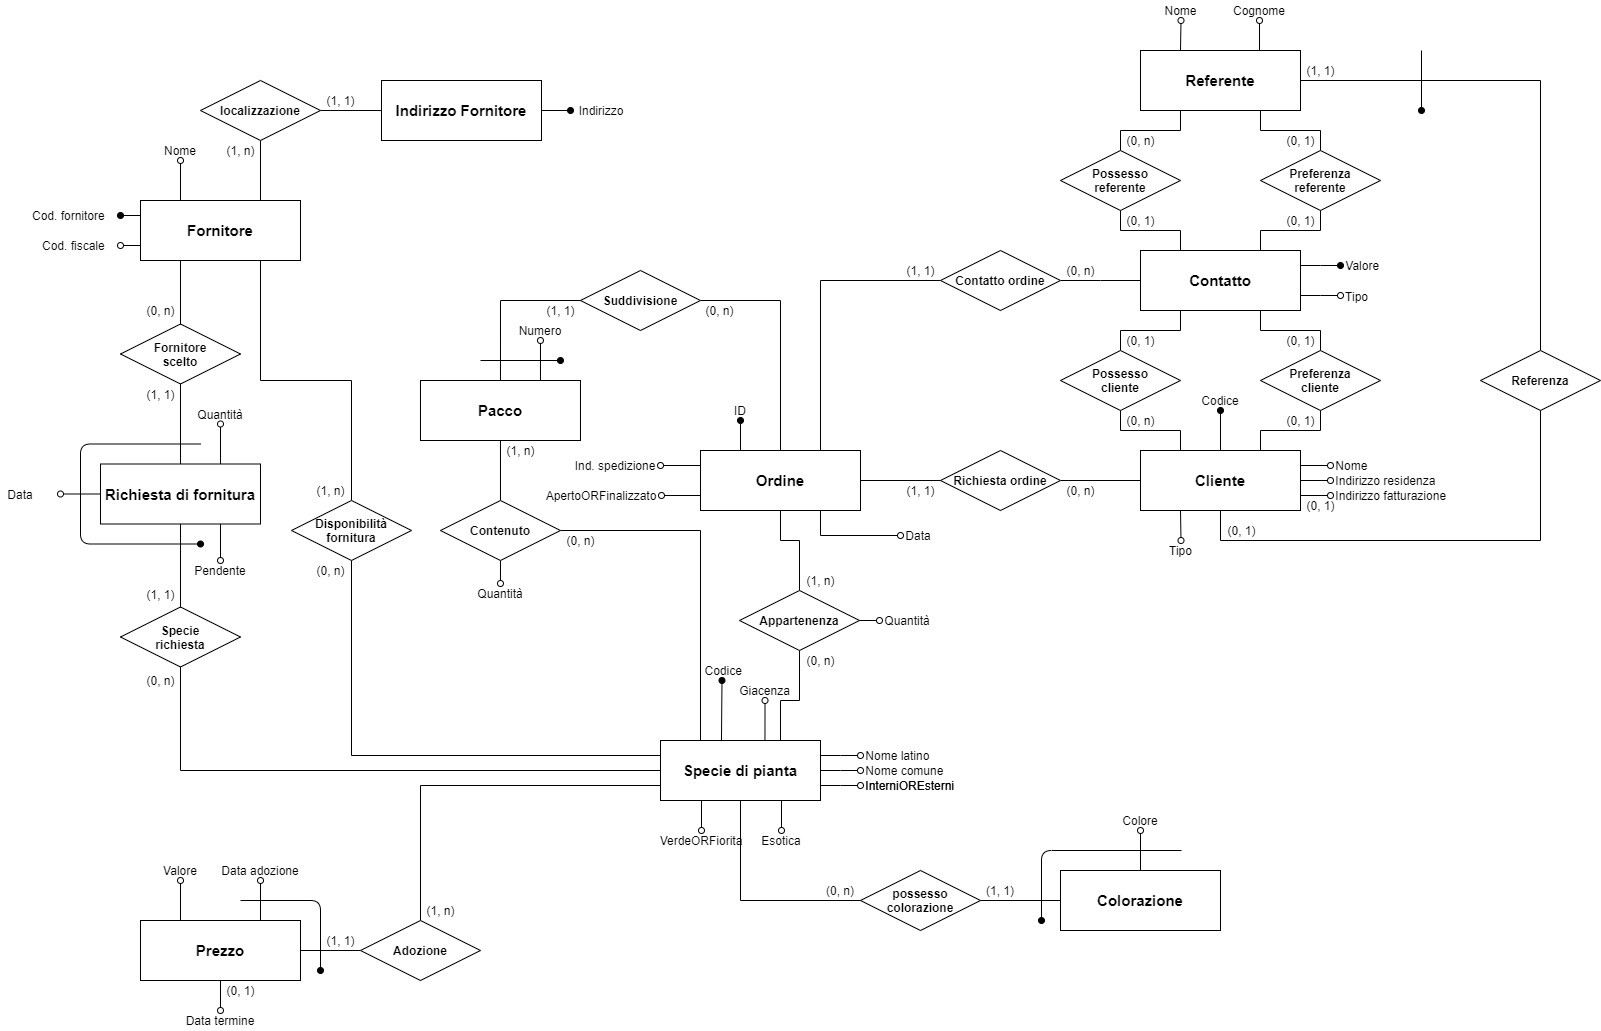 Nome
Cognome
Referente
(1, 1)
localizzazione
(1, 1)
Indirizzo Fornitore
Indirizzo
(1, n)
Nome
(0, n)
(0, 1)
Possesso
referente
Preferenza
referente
Cod. fornitore
Fornitore
Cod. fiscale
(0, 1)
(0, 1)
Suddivisione
(1, 1)
Contatto ordine
(0, n)
Contatto
Valore
Tipo
(0, n)
(1, 1)
(0, n)
Numero
Fornitore
scelto
(0, 1)
(0, 1)
Possesso
cliente
Preferenza
cliente
Referenza
(1, 1)
Quantità
Pacco
ID
Codice
(0, n)
(0, 1)
(1, n)
Ind. spedizione
Ordine
Richiesta ordine
Cliente
Nome
Indirizzo residenza
Indirizzo fatturazione
(0, 1)
Data
Richiesta di fornitura
(1, n)
ApertoORFinalizzato
(1, 1)
(0, n)
Disponibilità
fornitura
Contenuto
(0, n)
Data
Tipo
(0, 1)
Pendente
(0, n)
(1, n)
(1, 1)
Quantità
Appartenenza
Quantità
Specie
richiesta
(0, n)
(0, n)
Codice
Giacenza
Specie di pianta
Nome latino
Nome comune
InterniOREsterni
VerdeORFiorita
Esotica
Colore
Valore
Data adozione
(0, n)
possesso
colorazione
(1, 1)
Colorazione
(1, n)
Prezzo
(1, 1)
Adozione
(0, 1)
Data termine